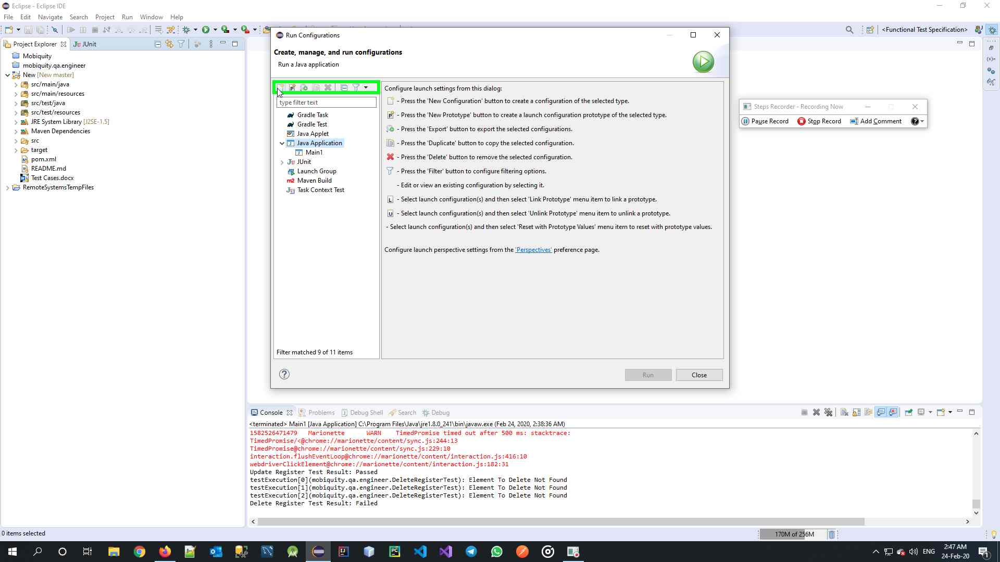 Eclipse - Eclipse IDE
File Edit Navigate Search Project Run Window Help
<Functional Test Specification>
Project Explorer
JUnit
Mobiquity
mobiquity.qa.engineer
New [New master]
src/main/java
src/main/resources
src/test/java
src/test/resources
JRE System Library [J2SE-1.5]
Maven Dependencies
src
target
pom.xml
README.md
Test Cases.docx
RemoteSystemsTempFiles
Run Configurations
Create, manage, and run configurations
Run a Java application
type filter text
Gradle Task
Gradle Test
Java Applet
Java Application
Main1
JUnit
Launch Group
Maven Build
Task Context Test
Filter matched 9 of 11 items
Configure launch settings from this dialog:
- Press the 'New Configuration' button to create a configuration of the selected type.
- Press the 'New Prototype' button to create a launch configuration prototype of the selected type.
- Press the 'Export' button to export the selected configurations.
- Press the 'Duplicate' button to copy the selected configuration.
- Press the 'Delete' button to remove the selected configuration.
- Press the 'Filter' button to configure filtering options.
- Edit or view an existing configuration by selecting it.
- Select launch configuration(s) and then select 'Link Prototype' menu item to link a prototype.
- Select launch configuration(s) and then select 'Unlink Prototype' menu item to unlink a prototype.
- Select launch configuration(s) and then select 'Reset with Prototype Values' menu item to reset with prototype values.
Configure launch perspective settings from the 'Perspectives' preference page.
Run
Close
Steps Recorder - Recording Now
Pause Record Stop Record Add Comment
Console Problems Debug Shell Search Debug
<terminated> Main1 [Java Application] C:\Program Files\Java\jre1.8.0_241\bin\javaw.exe (Feb 24, 2020, 2:38:36 AM)
1582526471479 Marionette WARN TimedPromise timed out after 500 ms: stacktrace:
TimedPromise/<@chrome://marionette/content/sync.js:244:13
TimedPromise@chrome://marionette/content/sync.js:229:10
interaction.flushEventLoop@chrome://marionette/content/interaction.js:416:10
webdriverClickElement@chrome://marionette/content/interaction.js:182:31
Update Register Test Result: Passed
testExecution[0](mobiquity.qa.engineer.DeleteRegisterTest): Element To Delete Not Found
testExecution[1](mobiquity.qa.engineer.DeleteRegisterTest): Element To Delete Not Found
testExecution[2](mobiquity.qa.engineer.DeleteRegisterTest): Element To Delete Not Found
Delete Register Test Result: Failed
0 items selected
170M of 256M
ENG
2:47 AM
24-Feb-20
1